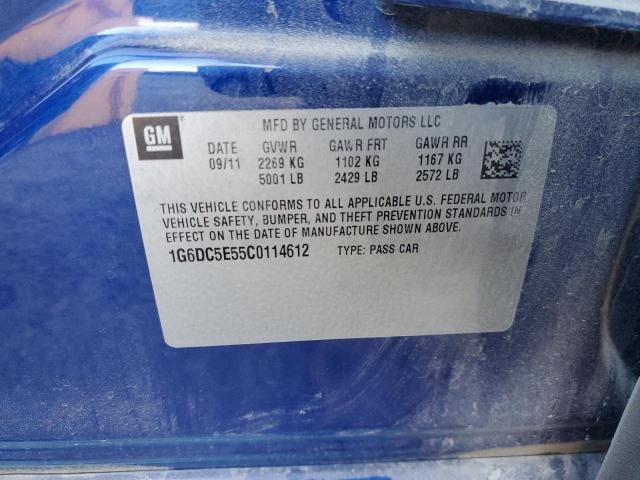 GM
MFD BY GENERAL MOTORS LLC
DATE GVWR GAWR FRT GAWR RR
09/11 2269 KG 1102 KG 1167 KG
5001 LB 2429 LB 2572 LB
THIS VEHICLE CONFORMS TO ALL APPLICABLE U.S. FEDERAL MOTOR
VEHICLE SAFETY, BUMPER, AND THEFT PREVENTION STANDARDS IN
EFFECT ON THE DATE OF MANUFACTURE SHOWN ABOVE.
1G6DC5E55C0114612 TYPE: PASS CAR